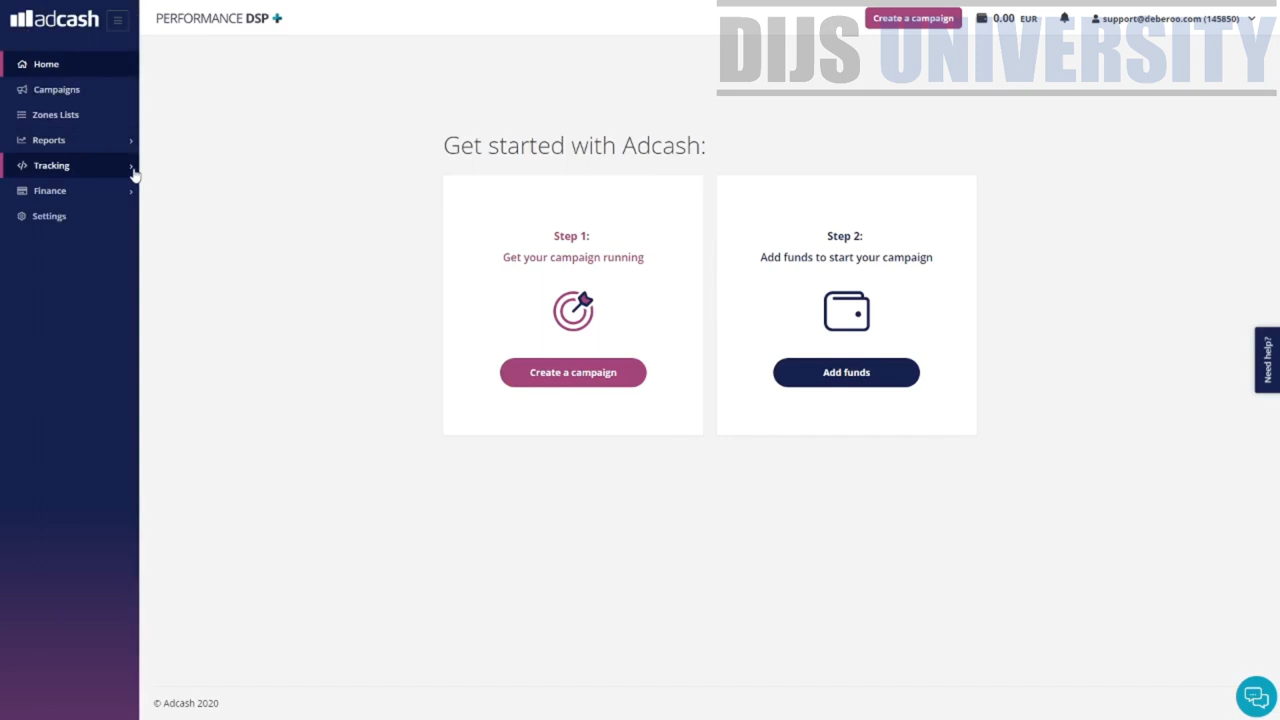 adcash
PERFORMANCE DSP +
Create a campaign
0.00 EUR
support@deberoo.com (145850)
DIJS UNIVERSITY
Home
Campaigns
Zones Lists
Reports
Tracking
Finance
Settings
Get started with Adcash:
Step 1:
Get your campaign running
Create a campaign
Step 2:
Add funds to start your campaign
Add funds
Need help?
© Adcash 2020